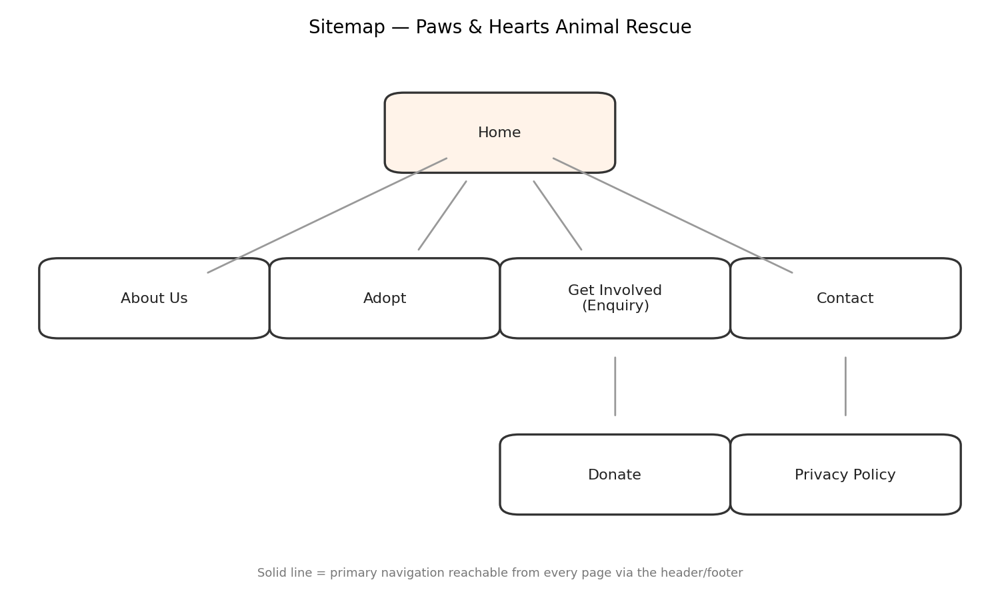 Sitemap — Paws & Hearts Animal Rescue
Home
About Us
Adopt
Get Involved
(Enquiry)
Contact
Donate
Privacy Policy
Solid line = primary navigation reachable from every page via the header/footer